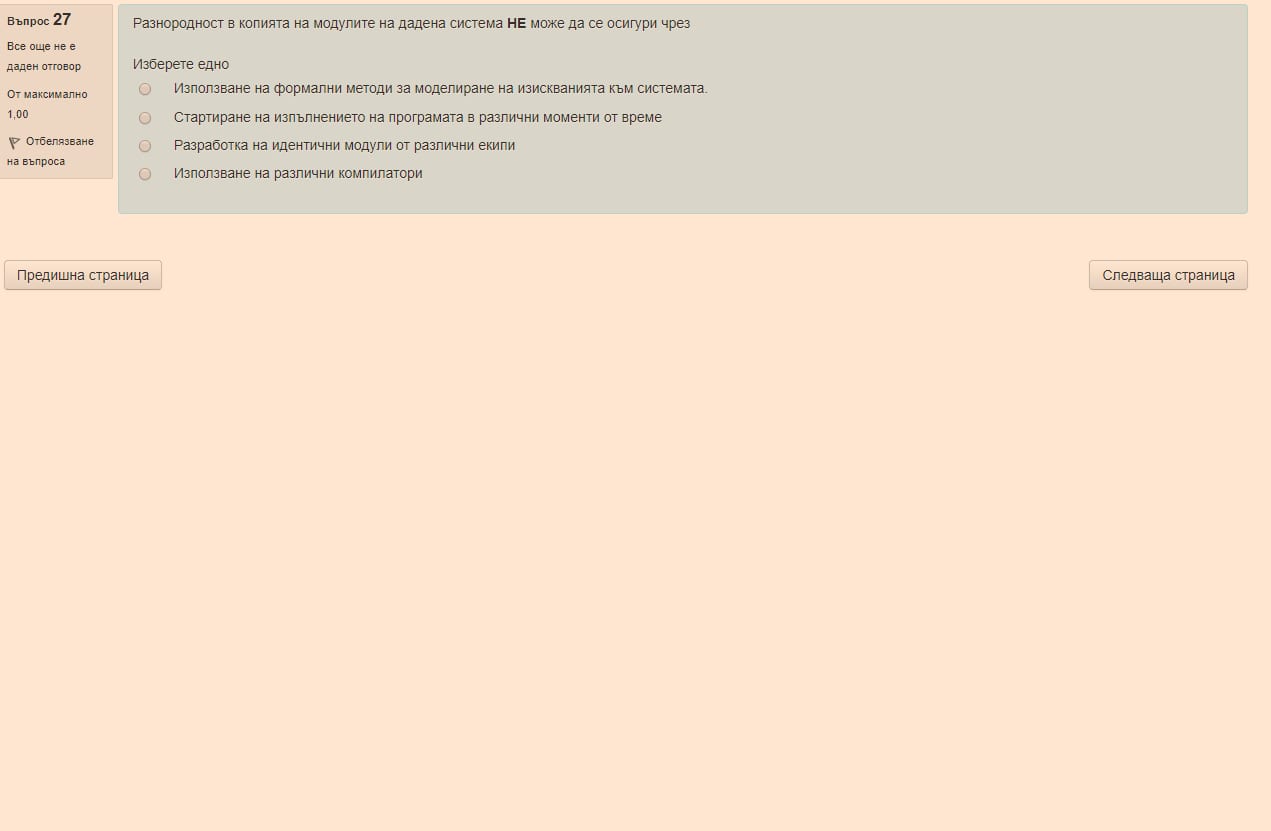 Въпрос 27
Все още не е
даден отговор
От максимално
1,00
Отбелязване
на въпроса
Разнородност в копията на модулите на дадена система НЕ може да се осигури чрез
Изберете едно
Използване на формални методи за моделиране на изискванията към системата.
Стартиране на изпълнението на програмата в различни моменти от време
Разработка на идентични модули от различни екипи
Използване на различни компилатори
Предишна страница
Следваща страница